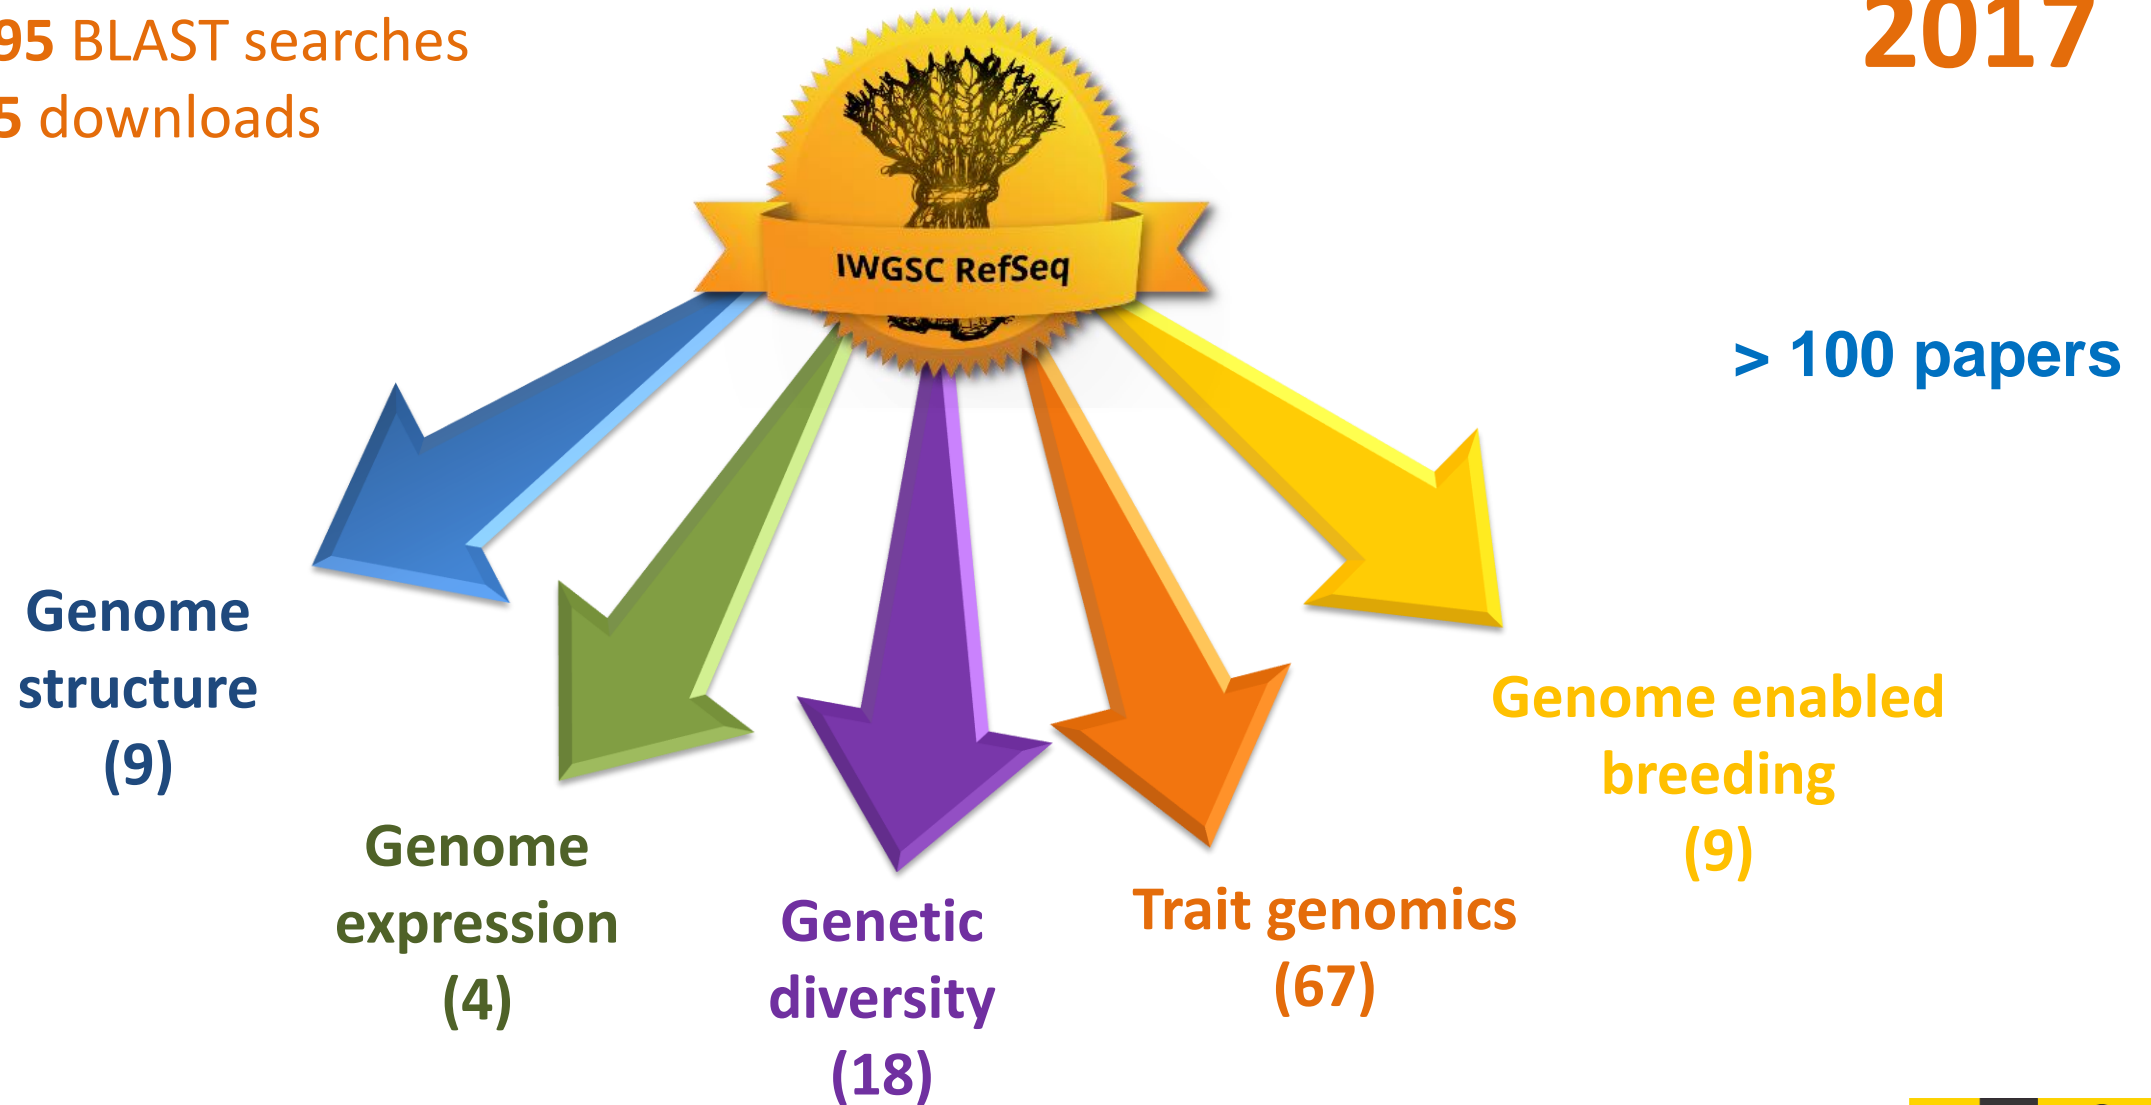 95 BLAST searches
5 downloads
2017
IWGSC RefSeq
> 100 papers
Genome
structure
(9)
Genome
expression
(4)
Genetic
diversity
(18)
Trait genomics
(67)
Genome enabled
breeding
(9)